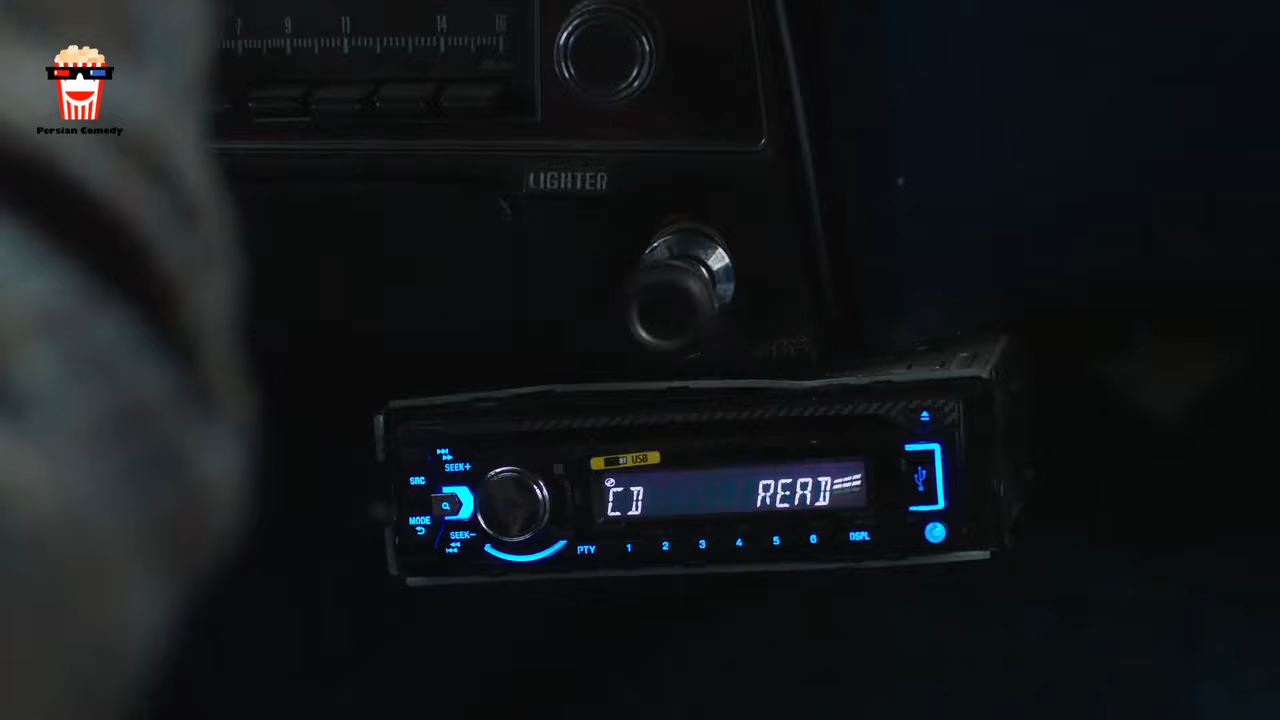 7 9 11 14 16
Persian Comedy
LIGHTER
SEEK+
SRC
USB
CD READ
MODE
SEEK-
PTY 1 2 3 4 5 6 DSPL